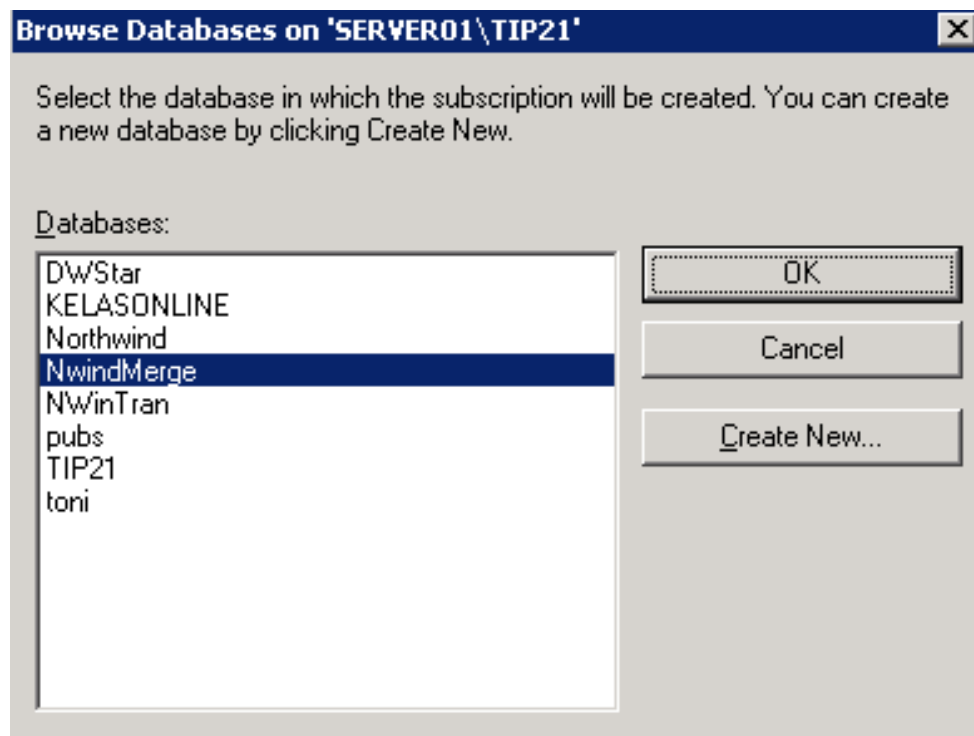 Browse Databases on 'SERVER01\TIP21'
Select the database in which the subscription will be created. You can create
a new database by clicking Create New.
Databases:
DWStar
KELASONLINE
Northwind
NwindMerge
NWinTran
pubs
TIP21
toni
OK
Cancel
Create New...